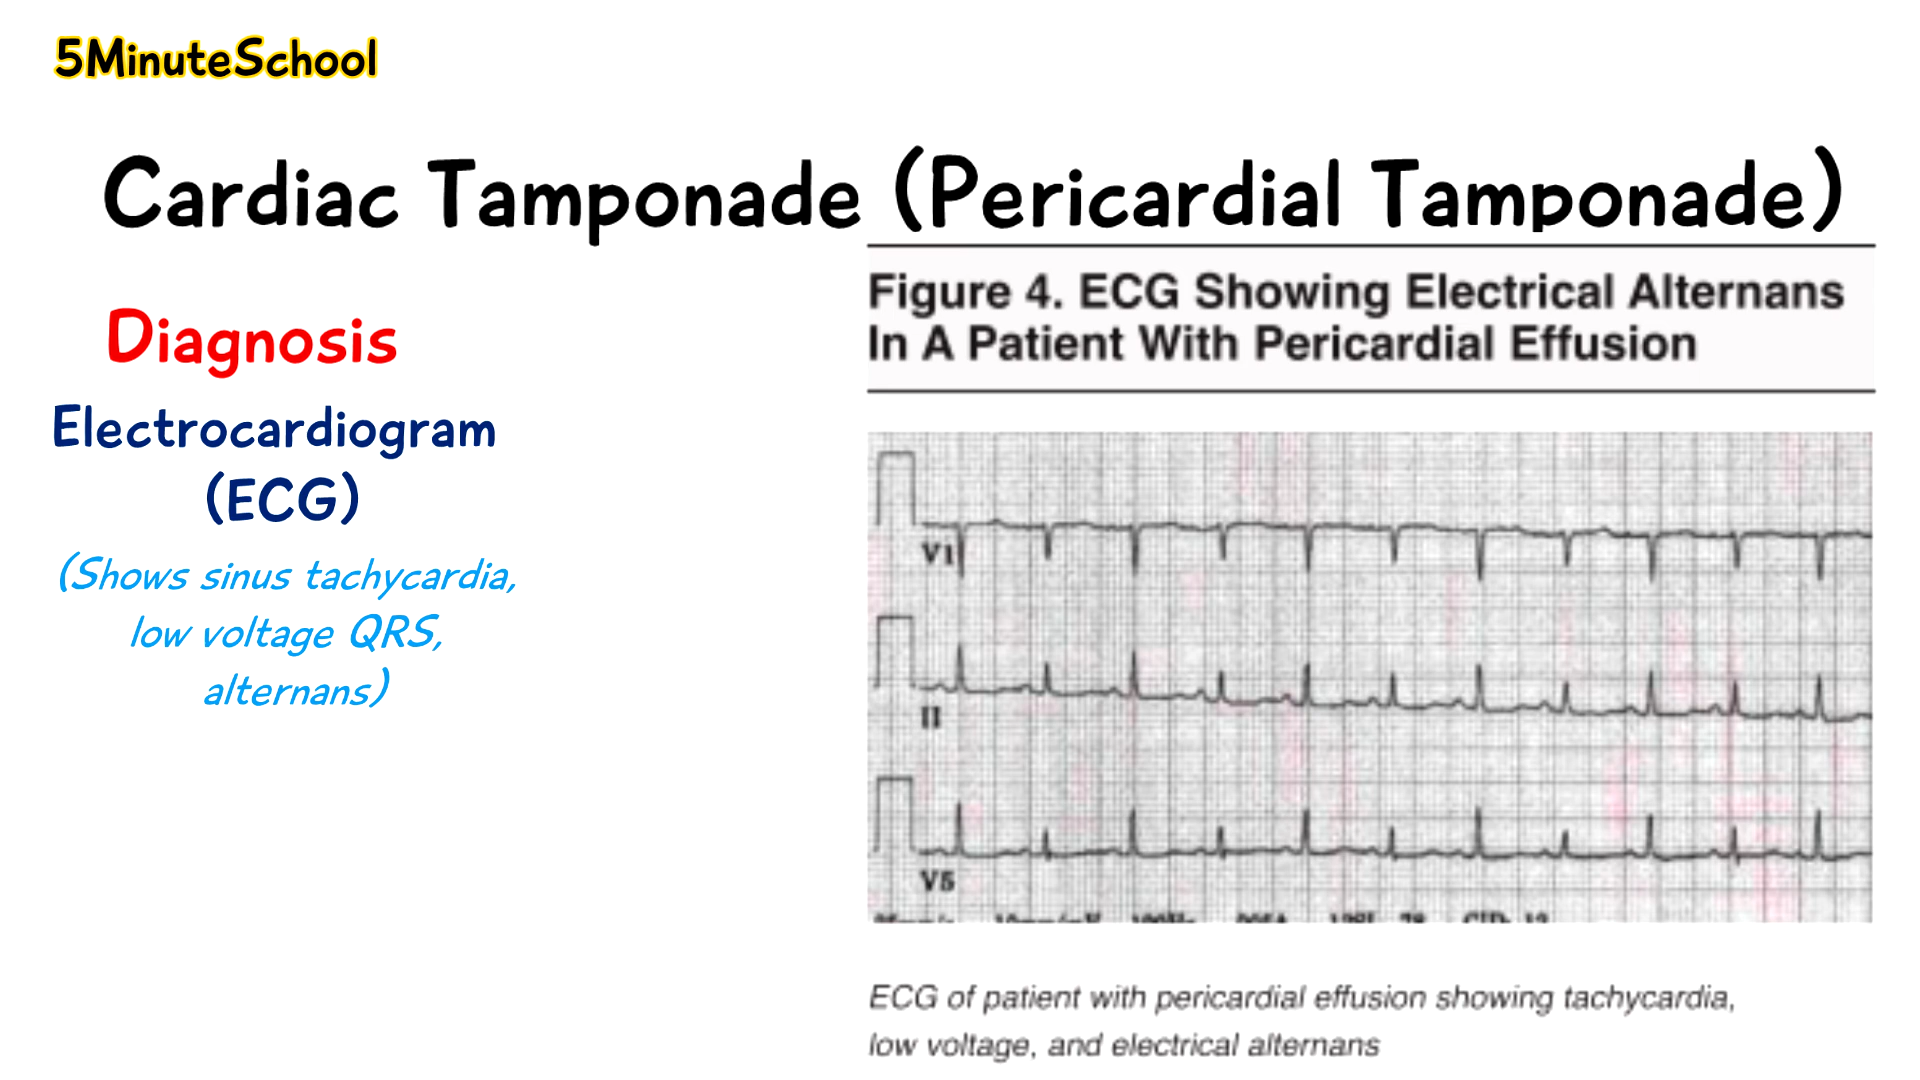 5MinuteSchool
Cardiac Tamponade (Pericardial Tamponade)
Diagnosis
Electrocardiogram
(ECG)
(Shows sinus tachycardia,
low voltage QRS,
alternans)
Figure 4. ECG Showing Electrical Alternans
In A Patient With Pericardial Effusion
V1
II
V5
ECG of patient with pericardial effusion showing tachycardia,
low voltage, and electrical alternans